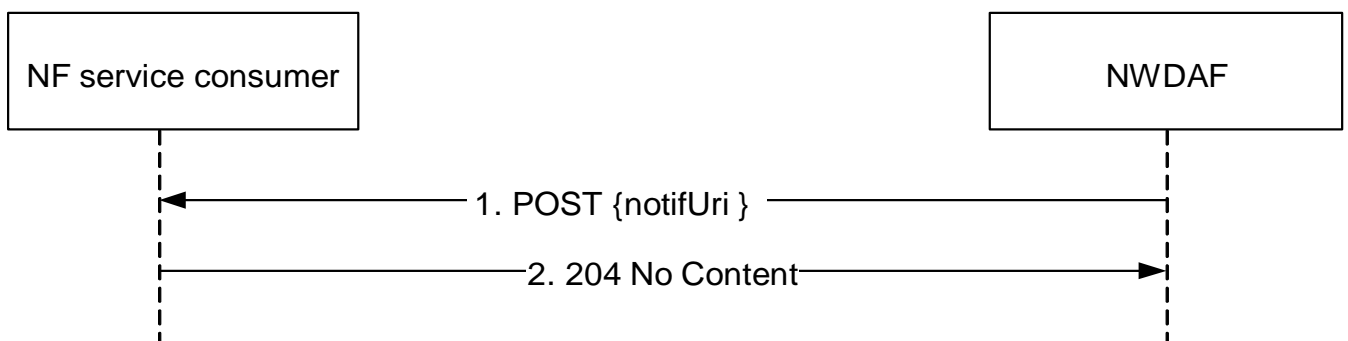 NF service consumer
NWDAF
1. POST {notifUri }
2. 204 No Content